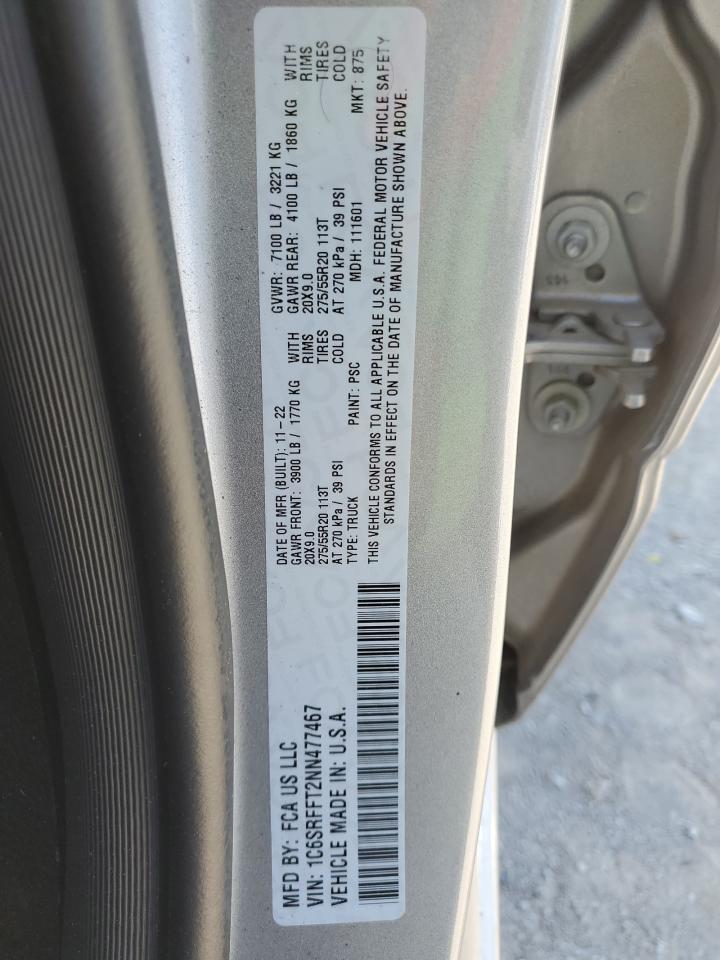 MFD BY: FCA US LLC
VIN: 1C6SRFFT2NN477467
VEHICLE MADE IN: U.S.A.
DATE OF MFR (BUILT): 11-22 GVWR: 7100 LB / 3221 KG
GAWR FRONT: 3900 LB / 1770 KG WITH GAWR REAR: 4100 LB / 1860 KG WITH
20X9.0 RIMS 20X9.0 RIMS
275/55R20 113T TIRES 275/55R20 113T TIRES
AT 270 kPa / 39 PSI COLD AT 270 kPa / 39 PSI COLD
TYPE: TRUCK PAINT: PSC MDH: 111601 MKT: 875
THIS VEHICLE CONFORMS TO ALL APPLICABLE U.S.A. FEDERAL MOTOR VEHICLE SAFETY
STANDARDS IN EFFECT ON THE DATE OF MANUFACTURE SHOWN ABOVE.